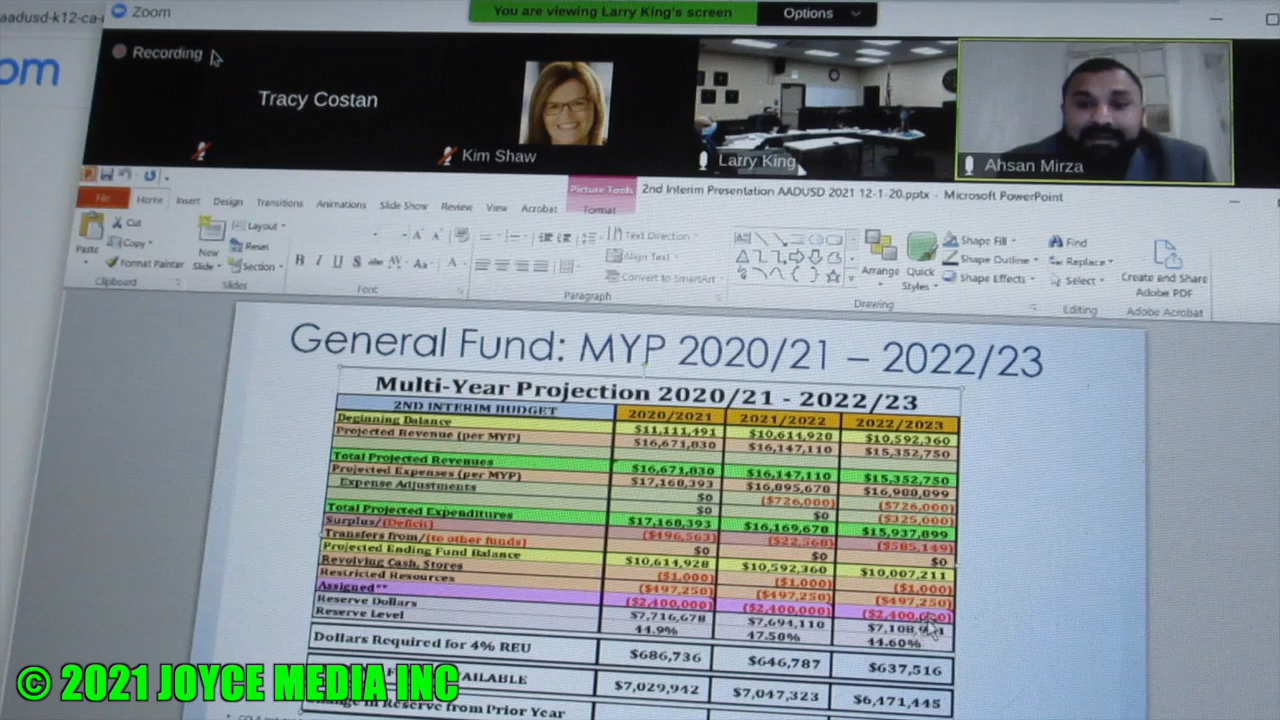 aadusd-k12-ca-
Zoom
You are viewing Larry King's screen
Options
om
Recording
Tracy Costan
Kim Shaw
Larry King
Ahsan Mirza
Picture Tools
2nd Interim Presentation AADUSD 2021 12-1-20.pptx - Microsoft PowerPoint
File Home Insert Design Transitions Animations Slide Show Review View Acrobat Format
Paste
Cut
Copy
Format Painter
Clipboard
New Slide
Layout
Reset
Section
Slides
B I U S abc AV Aa A
Font
Text Direction
Align Text
Convert to SmartArt
Paragraph
Arrange
Quick Styles
Shape Fill
Shape Outline
Shape Effects
Drawing
Find
Replace
Select
Editing
Create and Share Adobe PDF
Adobe Acrobat
General Fund: MYP 2020/21 – 2022/23
Multi-Year Projection 2020/21 - 2022/23
2ND INTERIM BUDGET 2020/2021 2021/2022 2022/2023
Beginning Balance $11,111,491 $10,614,928 $10,592,360
Projected Revenue (per MYP) $16,671,830 $16,147,110 $15,352,750
Total Projected Revenues $16,671,830 $16,147,110 $15,352,750
Projected Expenses (per MYP) $17,168,393 $16,895,678 $16,988,899
Expense Adjustments $0 ($726,000) ($726,000)
$0 $0 ($325,000)
Total Projected Expenditures $17,168,393 $16,169,678 $15,937,899
Surplus/(Deficit) ($496,563) ($22,568) ($585,149)
Transfers from/(to other funds) $0 $0 $0
Projected Ending Fund Balance $10,614,928 $10,592,360 $10,007,211
Revolving Cash, Stores ($1,000) ($1,000) ($1,000)
Restricted Resources ($497,250) ($497,250) ($497,250)
Assigned** ($2,400,000) ($2,400,000) ($2,400,000)
Reserve Dollars $7,716,678 $7,694,110
Reserve Level 44.9% 47.50% 44.60%
Dollars Required for 4% REU $686,736 $646,787 $637,516
AVAILABLE $7,029,942 $7,047,323 $6,471,445
in Reserve from Prior Year
© 2021 JOYCE MEDIA INC